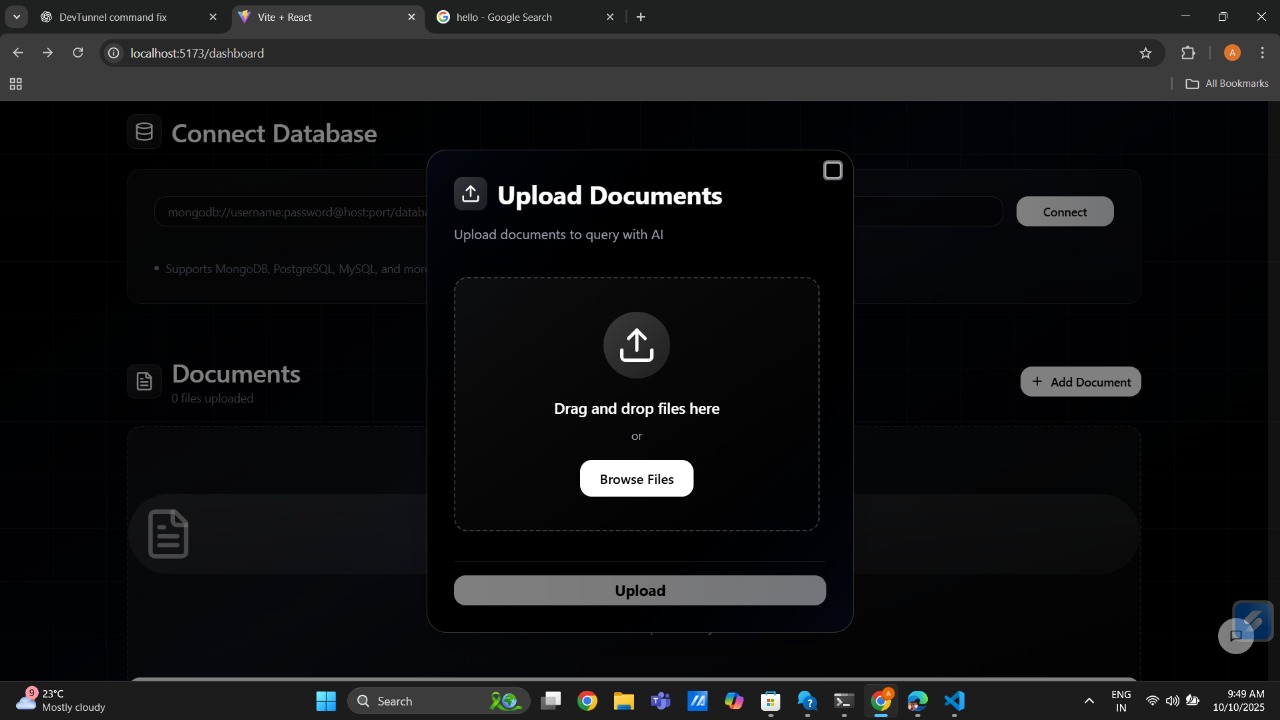 DevTunnel command fix
Vite + React
hello - Google Search
localhost:5173/dashboard
A
All Bookmarks
Connect Database
mongodb://username:password@host:port/databa
Connect
Supports MongoDB, PostgreSQL, MySQL, and more
Documents
0 files uploaded
+ Add Document
Upload Documents
Upload documents to query with AI
Drag and drop files here
or
Browse Files
Upload
9
23°C
Mostly cloudy
Search
A
ENG
IN
9:49 AM
10/10/2025